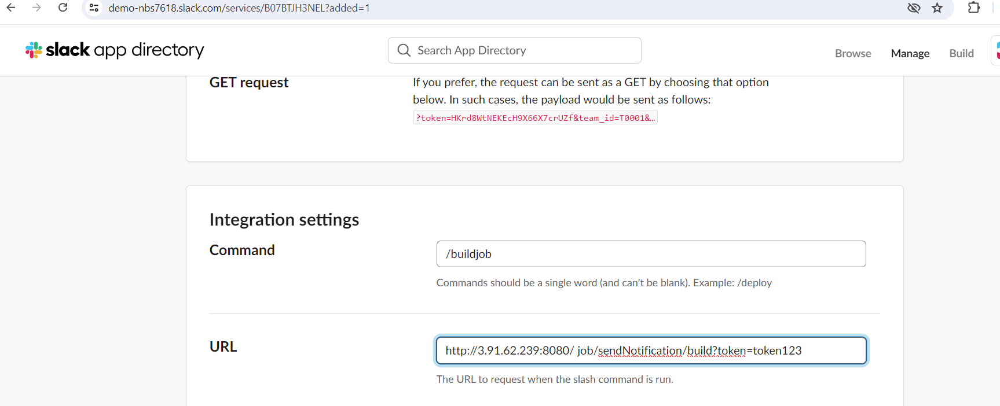 demo-nbs7618.slack.com/services/B07BTJH3NEL?added=1
slack app directory
Search App Directory
Browse Manage Build
GET request
If you prefer, the request can be sent as a GET by choosing that option
below. In such cases, the payload would be sent as follows:
?token=HKrd8WtNEKEcH9X66X7crUZf&team_id=T0001&…
Integration settings
Command
/buildjob
Commands should be a single word (and can’t be blank). Example: /deploy
URL
http://3.91.62.239:8080/ job/sendNotification/build?token=token123
The URL to request when the slash command is run.